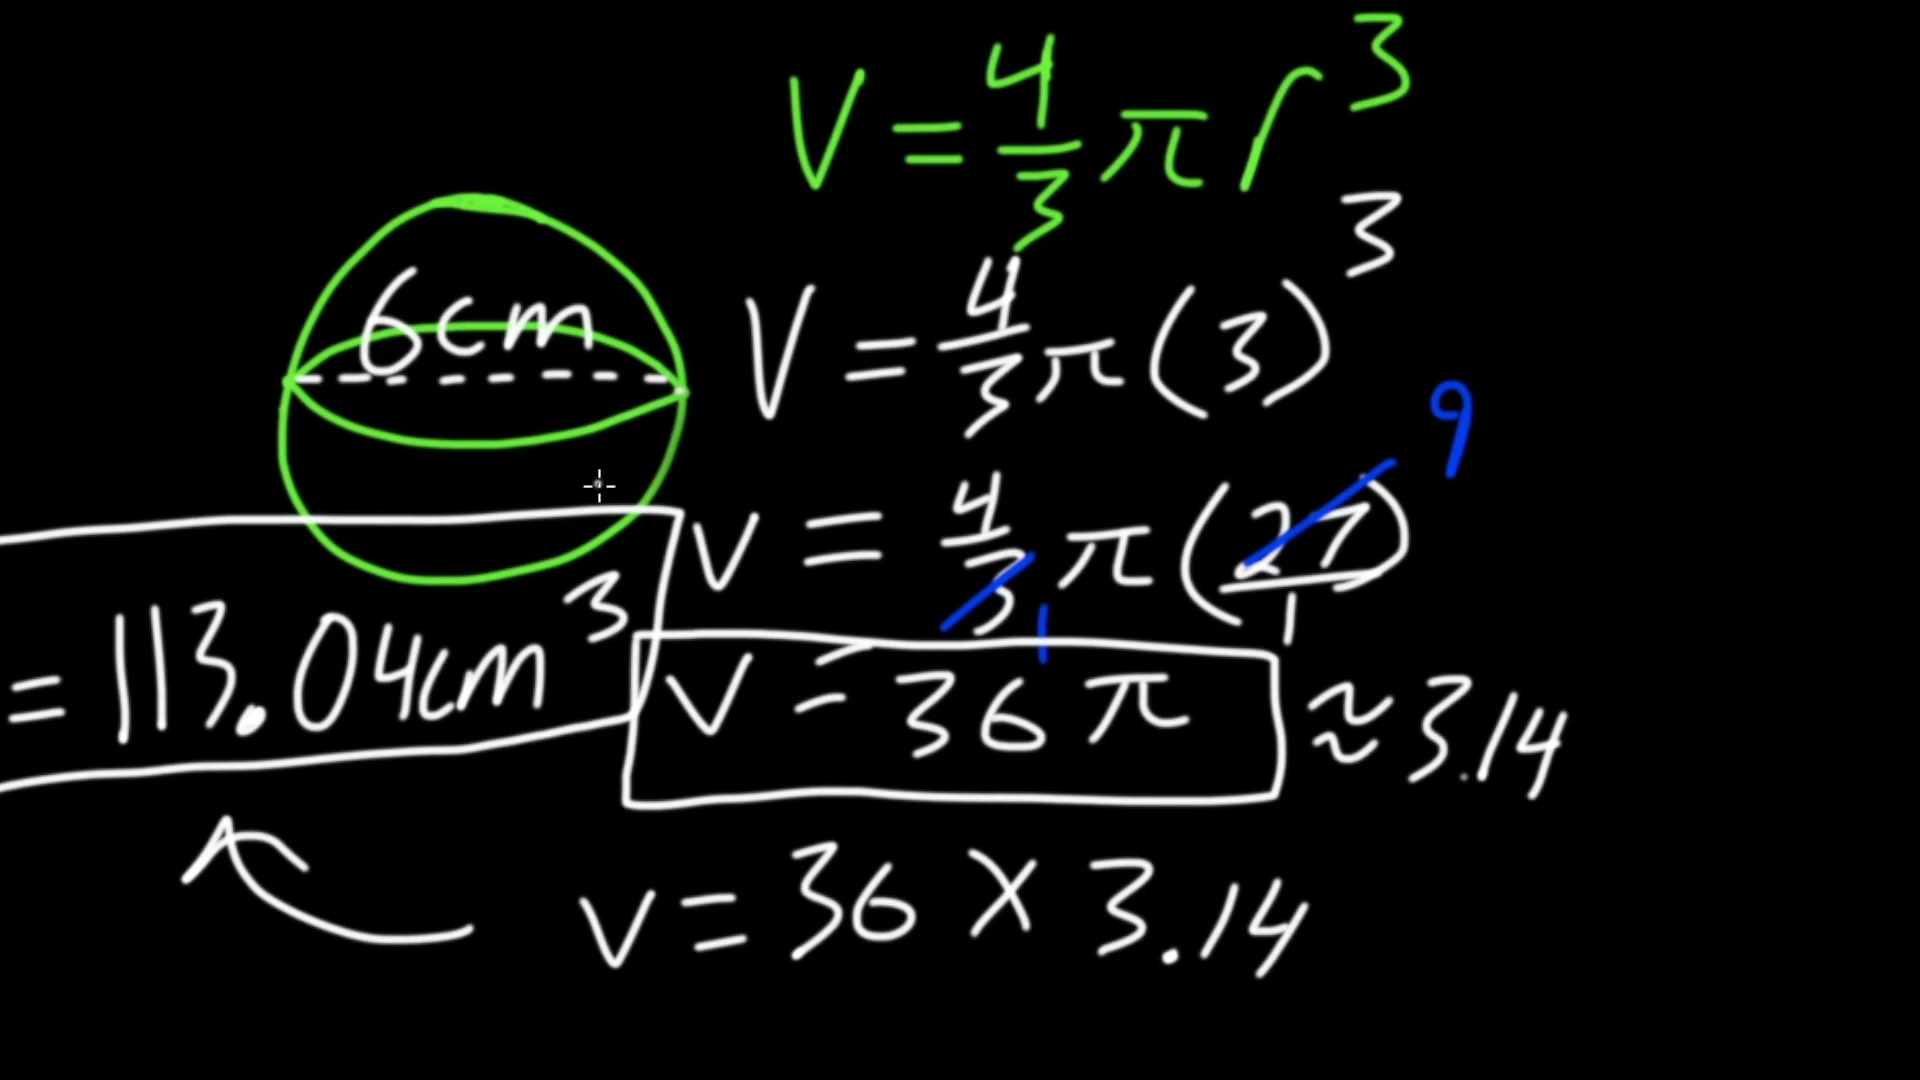 V = 4/3 π r³
6cm
V = 4/3 π (3)³
9
V = 4/3 π (27)/1
1
V = 36 π ≈ 3.14
V = 36 × 3.14
= 113.04cm³